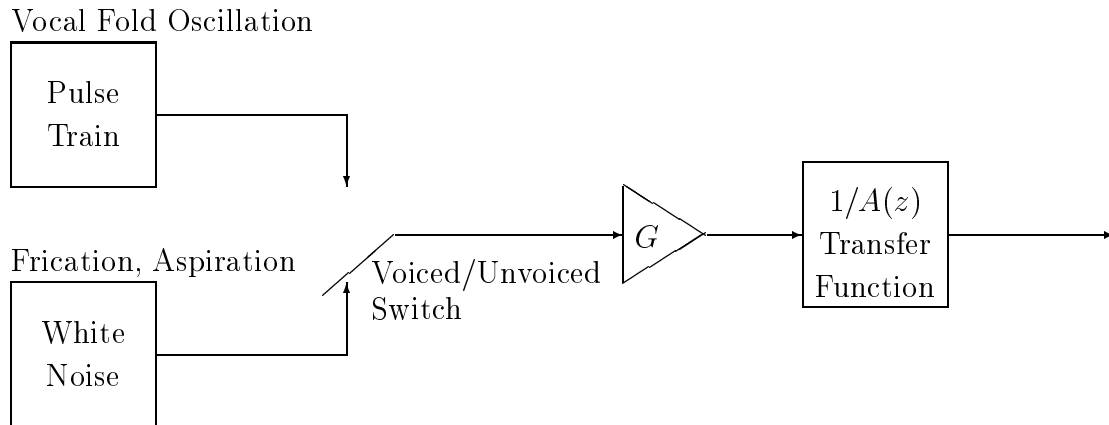 Vocal Fold Oscillation
Pulse
Train
Frication, Aspiration
White
Noise
Voiced/Unvoiced
Switch
G
1/A(z)
Transfer
Function